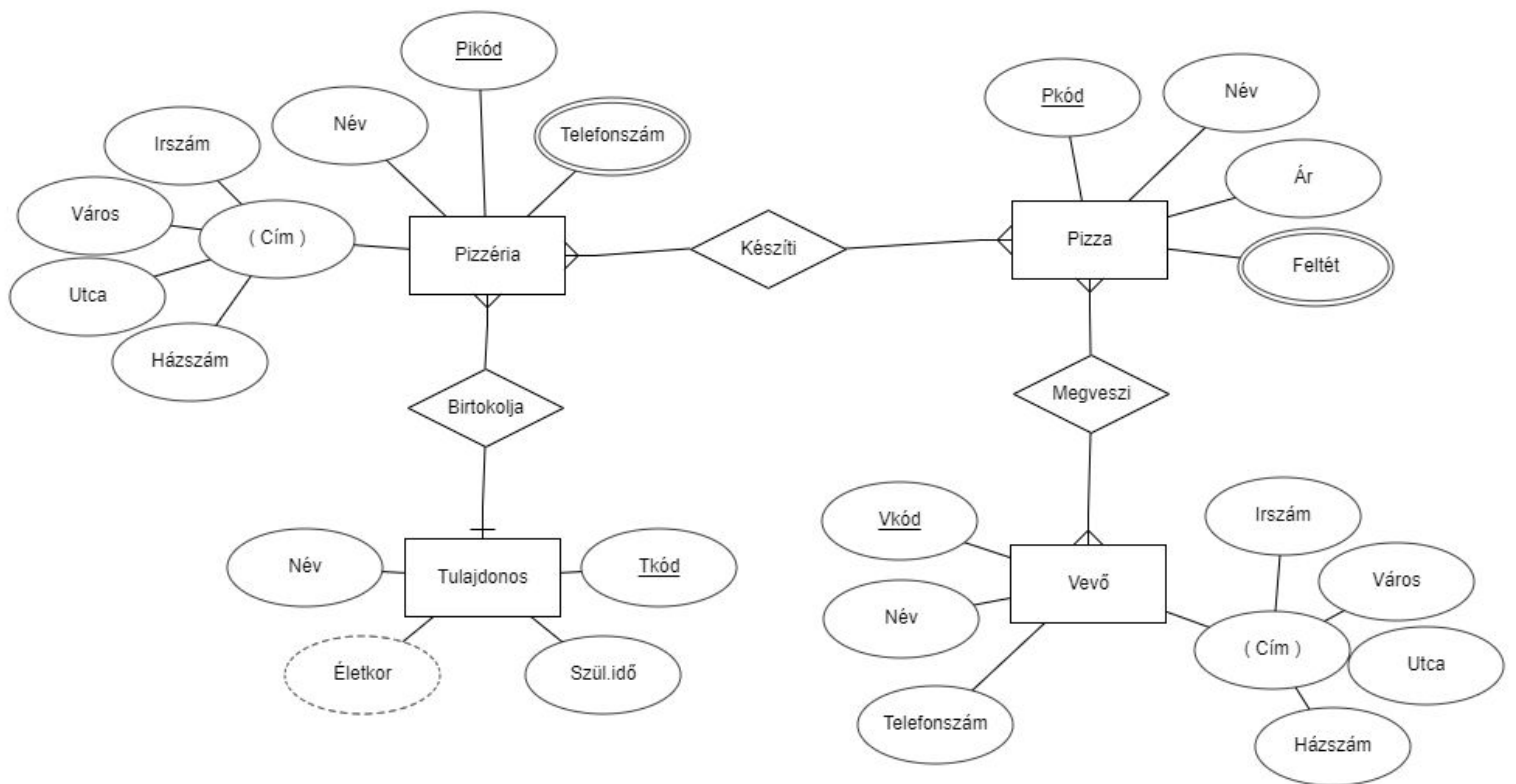 Pikód
Név
Telefonszám
Irszám
Város
( Cím )
Utca
Házszám
Pizzéria
Készíti
Pkód
Név
Ár
Pizza
Feltét
Birtokolja
Megveszi
Név
Tulajdonos
Tkód
Életkor
Szül.idő
Vkód
Név
Vevő
Telefonszám
Irszám
Város
( Cím )
Utca
Házszám